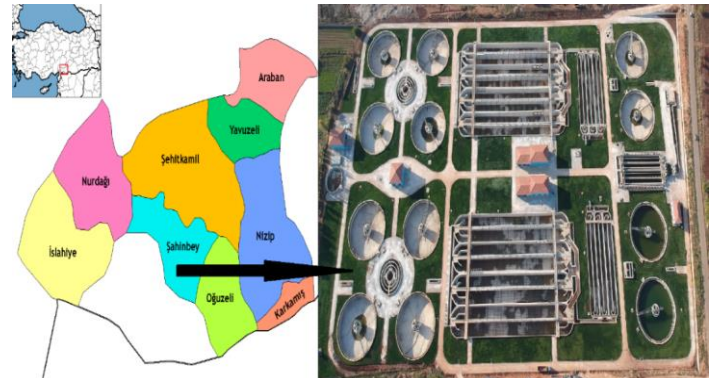 Araban
Yavuzeli
Şehitkamil
Nurdağı
Nizip
Şahinbey
İslahiye
Oğuzeli
Karkamış